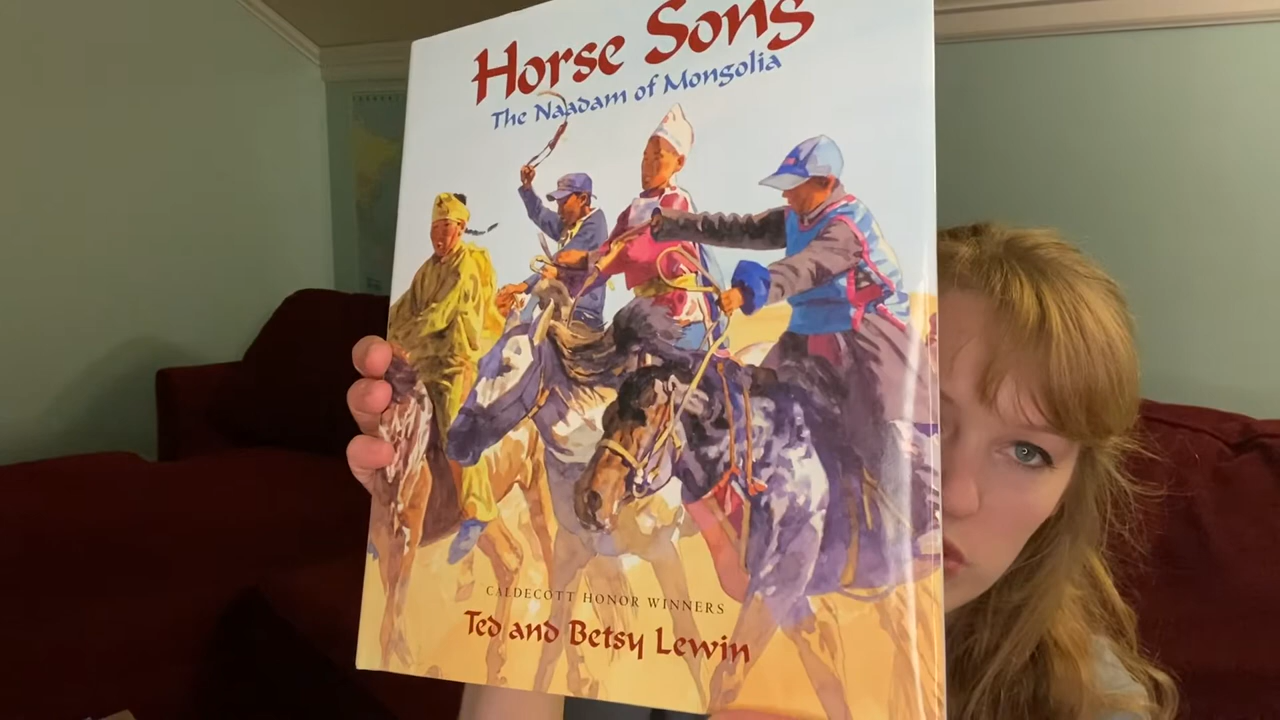 Horse Song
The Naadam of Mongolia
CALDECOTT HONOR WINNERS
Ted and Betsy Lewin